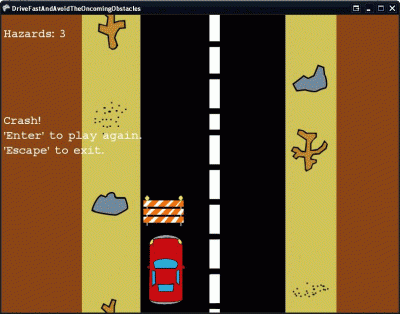 DriveFastAndAvoidTheOncomingObstacles
Hazards: 3
Crash!
'Enter' to play again.
'Escape' to exit.